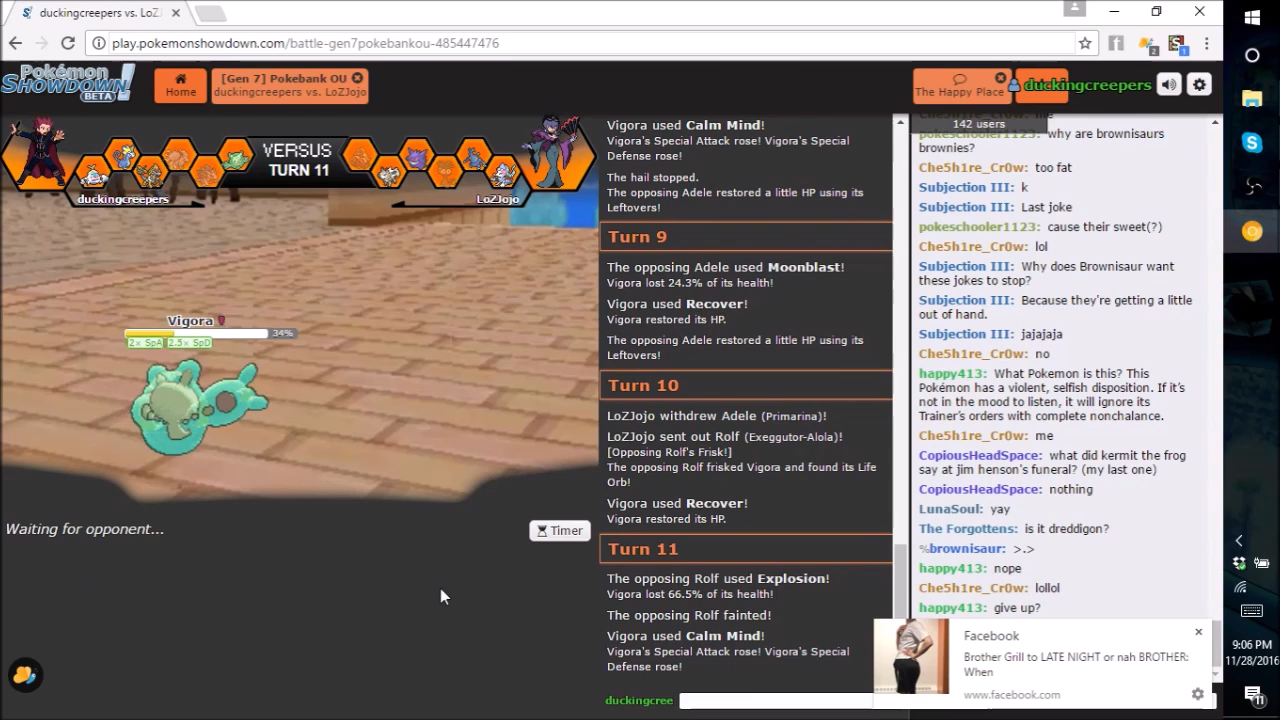 duckingcreepers vs. LoZJ
play.pokemonshowdown.com/battle-gen7pokebankou-485447476
2
1
Pokémon
SHOWDOWN!
BETA
Home
[Gen 7] Pokebank OU
duckingcreepers vs. LoZJojo
The Happy Place
duckingcreepers
VERSUS
TURN 11
duckingcreepers
LoZJojo
Vigora
34%
2× SpA
2.5× SpD
Waiting for opponent...
Timer
Vigora used Calm Mind!
Vigora's Special Attack rose! Vigora's Special
Defense rose!
The hail stopped.
The opposing Adele restored a little HP using its
Leftovers!
Turn 9
The opposing Adele used Moonblast!
Vigora lost 24.3% of its health!
Vigora used Recover!
Vigora restored its HP.
The opposing Adele restored a little HP using its
Leftovers!
Turn 10
LoZJojo withdrew Adele (Primarina)!
LoZJojo sent out Rolf (Exeggutor-Alola)!
[Opposing Rolf's Frisk!]
The opposing Rolf frisked Vigora and found its Life
Orb!
Vigora used Recover!
Vigora restored its HP.
Turn 11
The opposing Rolf used Explosion!
Vigora lost 66.5% of its health!
The opposing Rolf fainted!
Vigora used Calm Mind!
Vigora's Special Attack rose! Vigora's Special
Defense rose!
142 users
pokeschooler1123: why are brownisaurs
brownies?
Che5h1re_Cr0w: too fat
Subjection III: k
Subjection III: Last joke
pokeschooler1123: cause their sweet(?)
Che5h1re_Cr0w: lol
Subjection III: Why does Brownisaur want
these jokes to stop?
Subjection III: Because they're getting a little
out of hand.
Subjection III: jajajaja
Che5h1re_Cr0w: no
happy413: What Pokemon is this? This
Pokémon has a violent, selfish disposition. If it's
not in the mood to listen, it will ignore its
Trainer's orders with complete nonchalance.
Che5h1re_Cr0w: me
CopiousHeadSpace: what did kermit the frog
say at jim henson's funeral? (my last one)
CopiousHeadSpace: nothing
LunaSoul: yay
The Forgottens: is it dreddigon?
%brownisaur: >.>
happy413: nope
Che5h1re_Cr0w: lollol
happy413: give up?
duckingcree
Facebook
Brother Grill to LATE NIGHT or nah BROTHER:
When
www.facebook.com
9:06 PM
11/28/2016
11